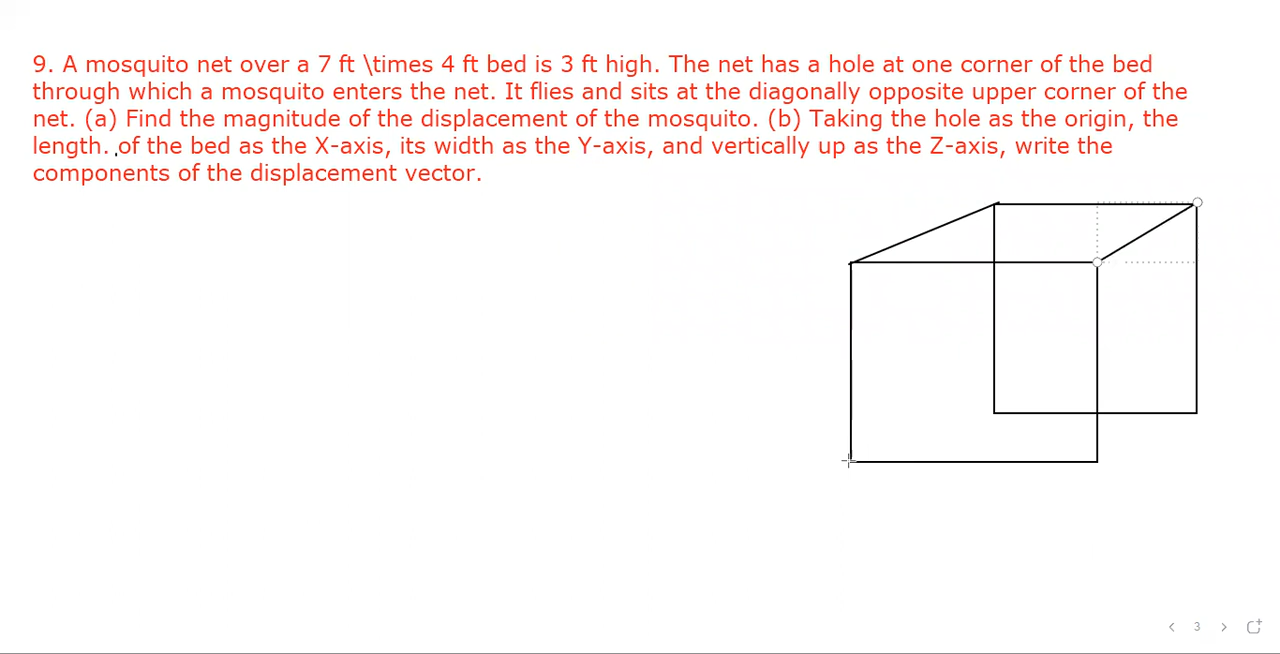 9. A mosquito net over a 7 ft \times 4 ft bed is 3 ft high. The net has a hole at one corner of the bed
through which a mosquito enters the net. It flies and sits at the diagonally opposite upper corner of the
net. (a) Find the magnitude of the displacement of the mosquito. (b) Taking the hole as the origin, the
length. .of the bed as the X-axis, its width as the Y-axis, and vertically up as the Z-axis, write the
components of the displacement vector.
3